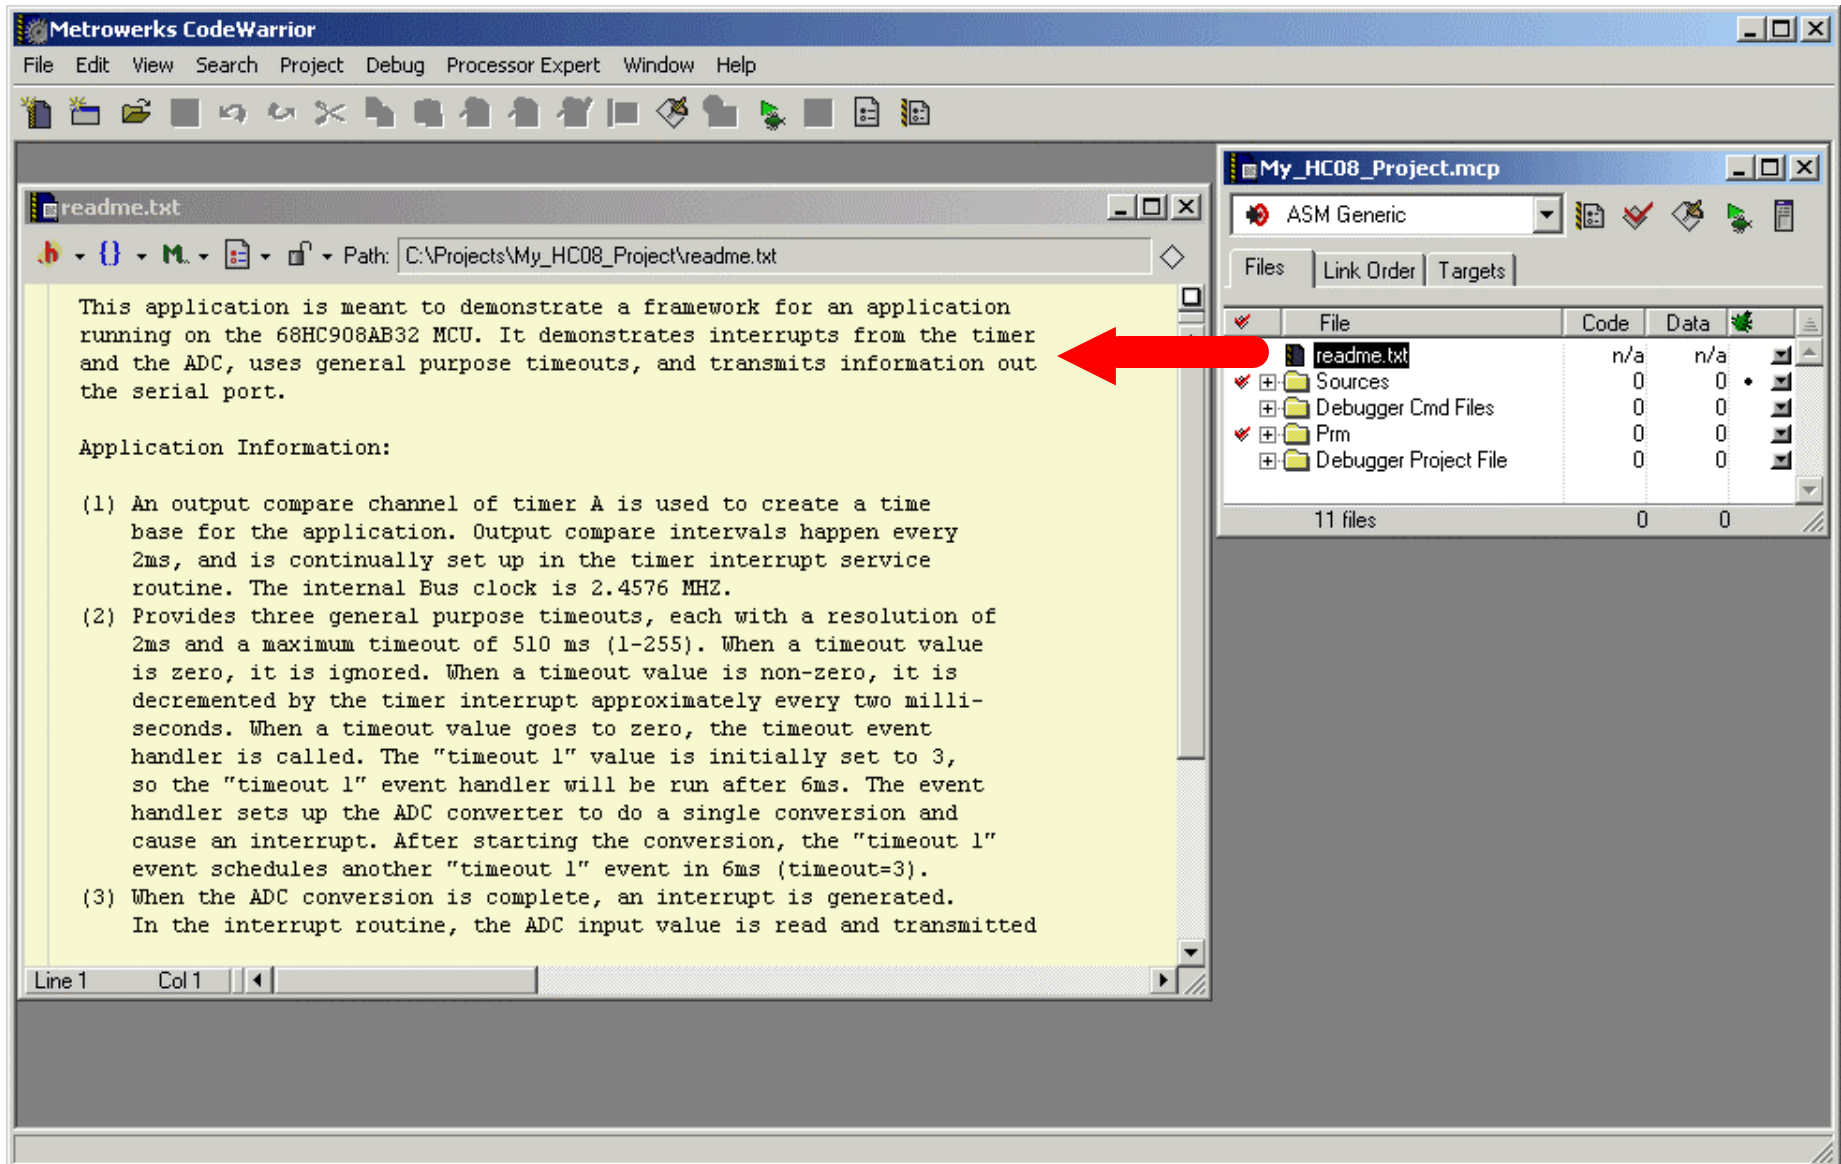 Metrowerks CodeWarrior
File Edit View Search Project Debug Processor Expert Window Help
readme.txt
Path: C:\Projects\My_HC08_Project\readme.txt
This application is meant to demonstrate a framework for an application
running on the 68HC908AB32 MCU. It demonstrates interrupts from the timer
and the ADC, uses general purpose timeouts, and transmits information out
the serial port.
Application Information:
(1) An output compare channel of timer A is used to create a time
base for the application. Output compare intervals happen every
2ms, and is continually set up in the timer interrupt service
routine. The internal Bus clock is 2.4576 MHZ.
(2) Provides three general purpose timeouts, each with a resolution of
2ms and a maximum timeout of 510 ms (1-255). When a timeout value
is zero, it is ignored. When a timeout value is non-zero, it is
decremented by the timer interrupt approximately every two milli-
seconds. When a timeout value goes to zero, the timeout event
handler is called. The "timeout 1" value is initially set to 3,
so the "timeout 1" event handler will be run after 6ms. The event
handler sets up the ADC converter to do a single conversion and
cause an interrupt. After starting the conversion, the "timeout 1"
event schedules another "timeout 1" event in 6ms (timeout=3).
(3) When the ADC conversion is complete, an interrupt is generated.
In the interrupt routine, the ADC input value is read and transmitted
Line 1 Col 1
My_HC08_Project.mcp
ASM Generic
Files Link Order Targets
File Code Data
readme.txt n/a n/a
Sources 0 0
Debugger Cmd Files 0 0
Prm 0 0
Debugger Project File 0 0
11 files 0 0